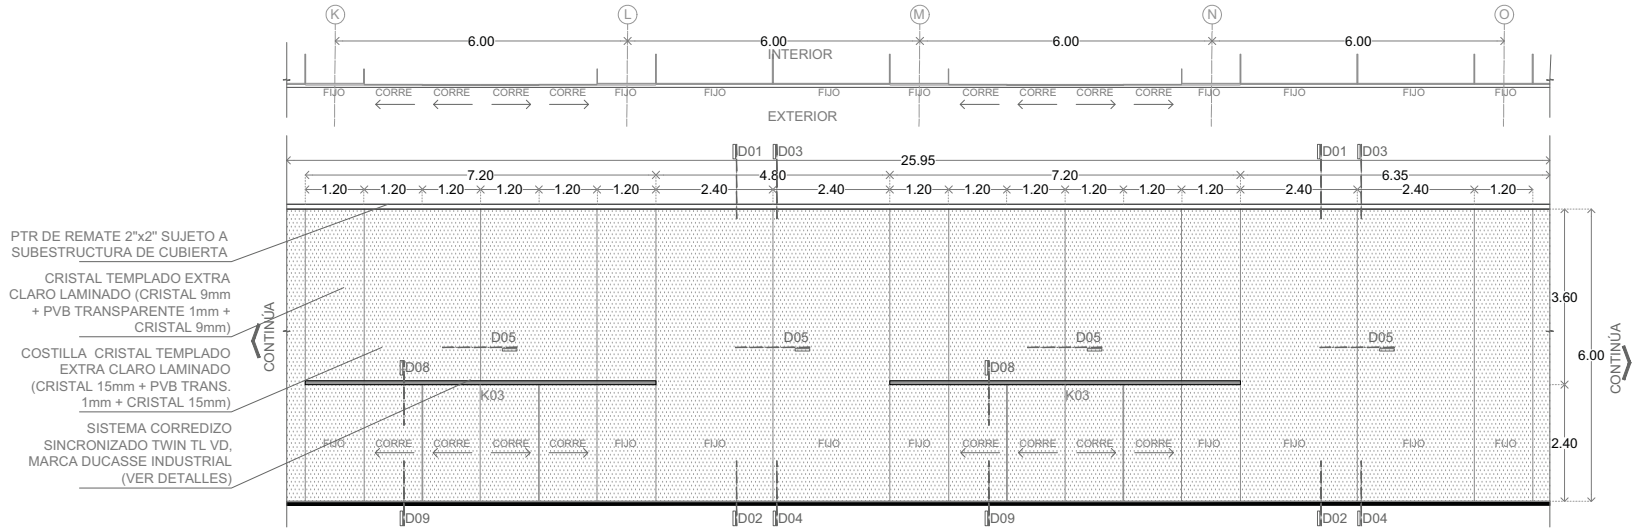 K L M N O
6.00 6.00 6.00 6.00
INTERIOR
FIJO CORRE CORRE CORRE CORRE FIJO FIJO FIJO FIJO CORRE CORRE CORRE CORRE FIJO FIJO FIJO FIJO
EXTERIOR
D01 D03 D01 D03
25.95
7.20 4.80 7.20 6.35
1.20 1.20 1.20 1.20 1.20 1.20 2.40 2.40 1.20 1.20 1.20 1.20 1.20 1.20 2.40 2.40 1.20
PTR DE REMATE 2"x2" SUJETO A
SUBESTRUCTURA DE CUBIERTA
CRISTAL TEMPLADO EXTRA
CLARO LAMINADO (CRISTAL 9mm
+ PVB TRANSPARENTE 1mm +
CRISTAL 9mm)
COSTILLA CRISTAL TEMPLADO
EXTRA CLARO LAMINADO
(CRISTAL 15mm + PVB TRANS.
1mm + CRISTAL 15mm)
SISTEMA CORREDIZO
SINCRONIZADO TWIN TL VD,
MARCA DUCASSE INDUSTRIAL
(VER DETALLES)
CONTINÚA
D05 D05 D05 D05
D08 D08
K03 K03
3.60
6.00
2.40
CONTINÚA
FIJO CORRE CORRE CORRE CORRE FIJO FIJO FIJO FIJO CORRE CORRE CORRE CORRE FIJO FIJO FIJO FIJO
D09 D02 D04 D09 D02 D04